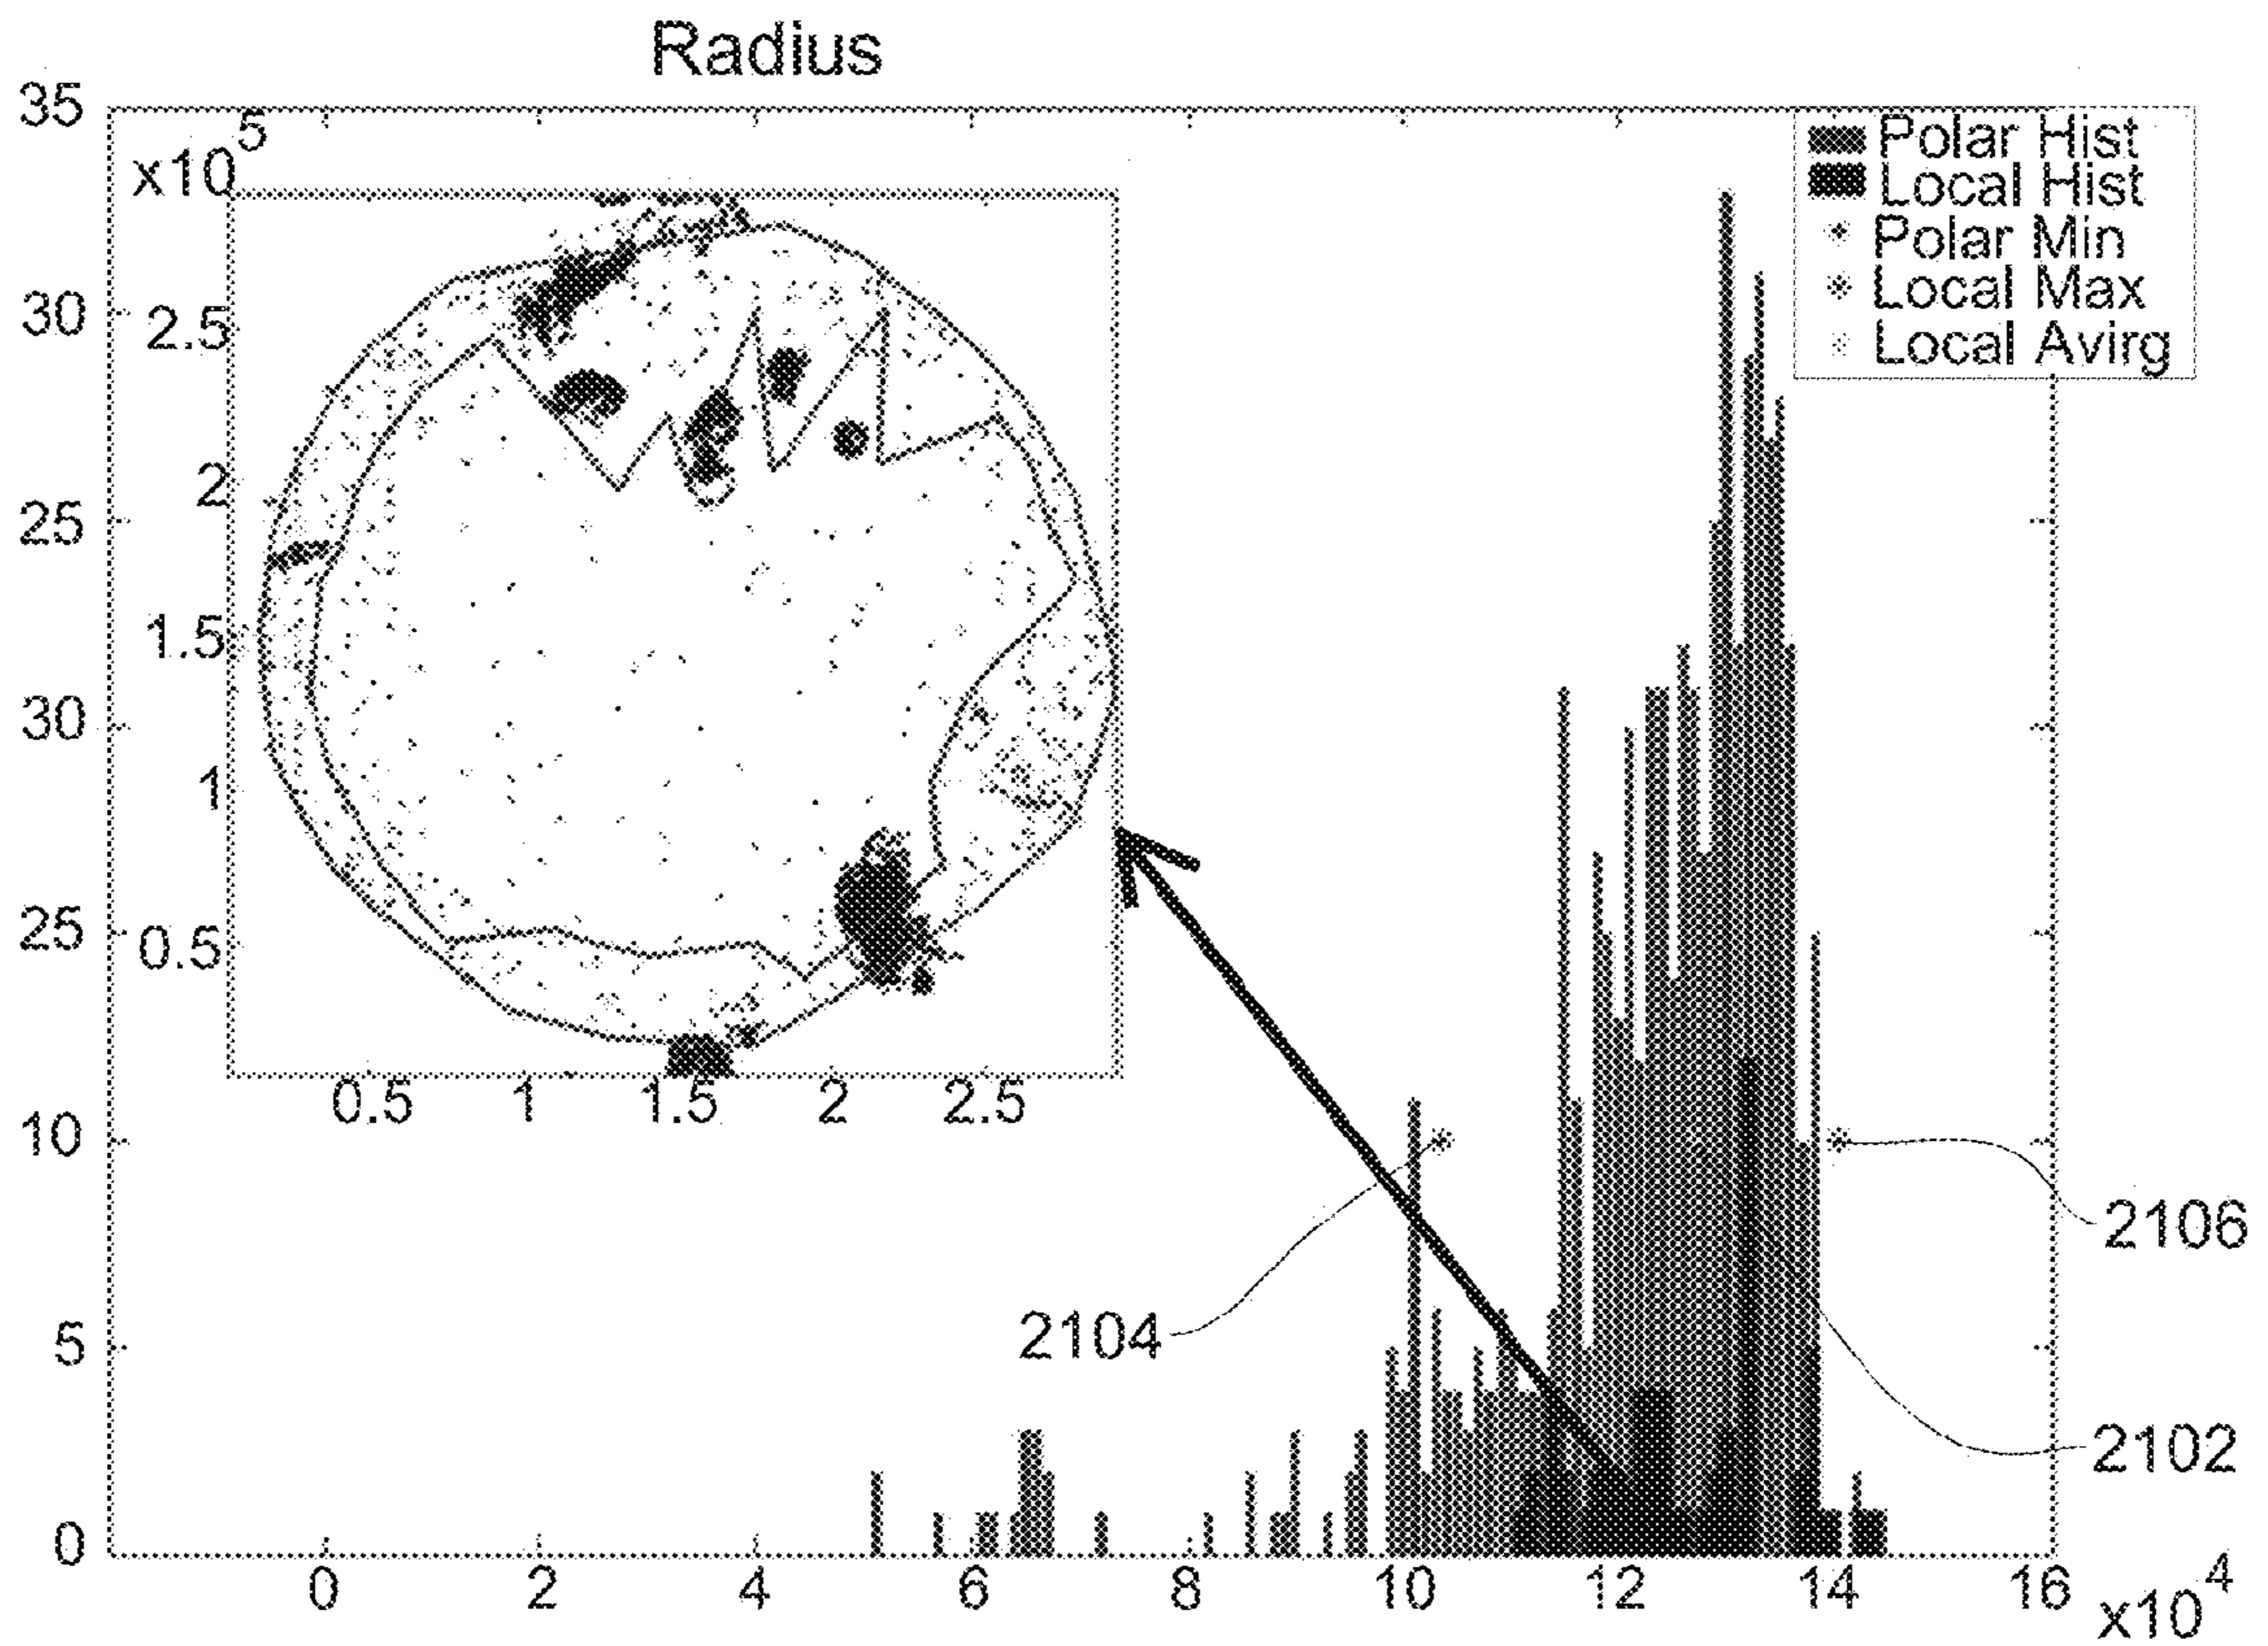 Radius
35
30
25
30
25
10
5
0
x10^5
2.5
2
1.5
1
0.5
0.5 1 1.5 2 2.5
Polar Hist
Local Hist
Polar Min
Local Max
Local Avirg
2104
2106
2102
0 2 4 6 8 10 12 14 16
x10^4